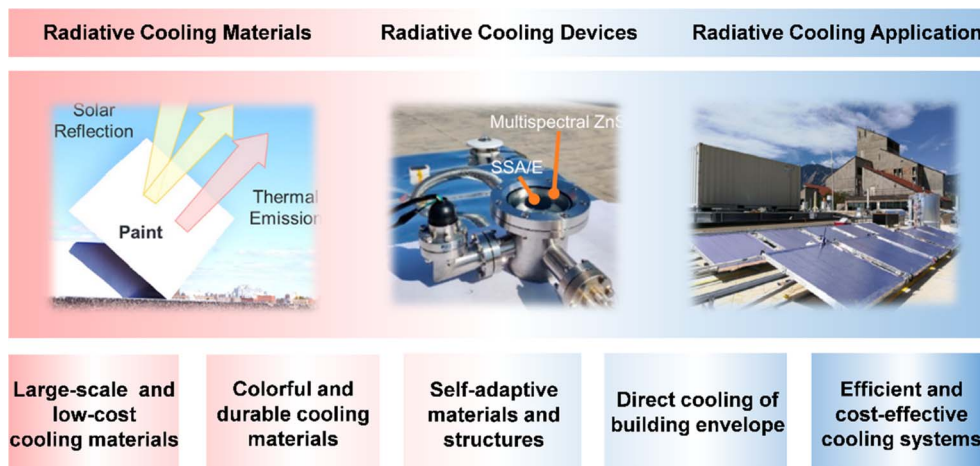 Radiative Cooling Materials
Radiative Cooling Devices
Radiative Cooling Application
Solar
Reflection
Thermal
Emission
Paint
Multispectral ZnS
SSA/E
Large-scale and
low-cost
cooling materials
Colorful and
durable cooling
materials
Self-adaptive
materials and
structures
Direct cooling of
building envelope
Efficient and
cost-effective
cooling systems